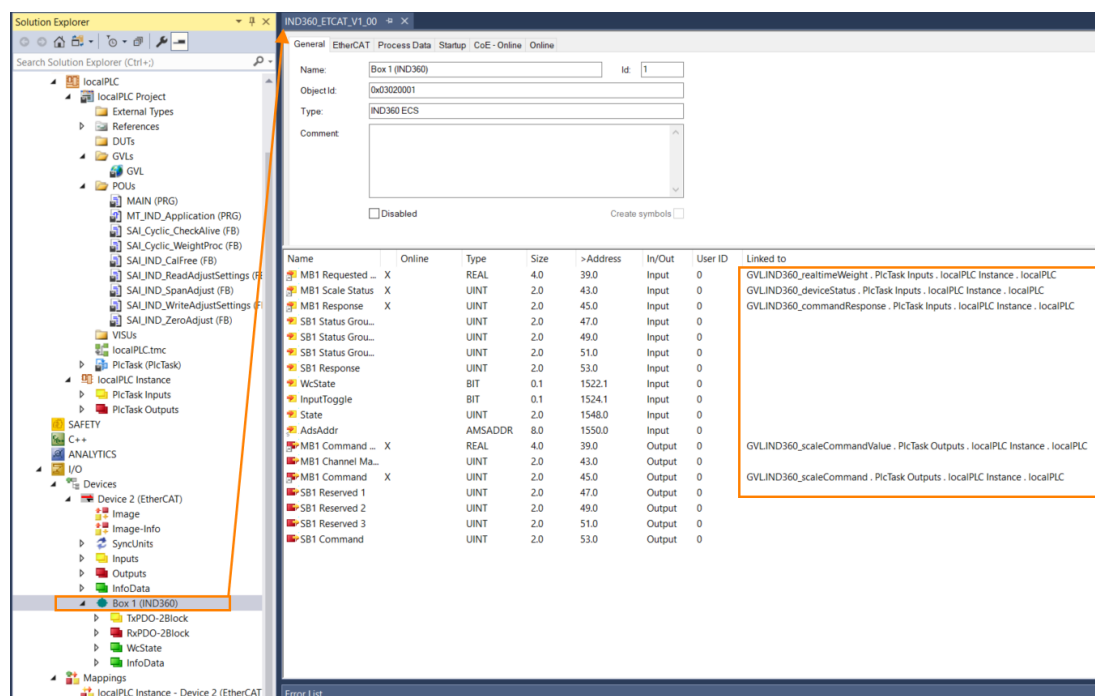 Solution Explorer
Search Solution Explorer (Ctrl+;)
localPLC
localPLC Project
External Types
References
DUTs
GVLs
GVL
POUs
MAIN (PRG)
MT_IND_Application (PRG)
SAI_Cyclic_CheckAlive (FB)
SAI_Cyclic_WeightProc (FB)
SAI_IND_CalFree (FB)
SAI_IND_ReadAdjustSettings (F
SAI_IND_SpanAdjust (FB)
SAI_IND_WriteAdjustSettings (F
SAI_IND_ZeroAdjust (FB)
VISUs
localPLC.tmc
PlcTask (PlcTask)
localPLC Instance
PlcTask Inputs
PlcTask Outputs
SAFETY
C++
ANALYTICS
I/O
Devices
Device 2 (EtherCAT)
Image
Image-Info
SyncUnits
Inputs
Outputs
InfoData
Box 1 (IND360)
TxPDO-2Block
RxPDO-2Block
WcState
InfoData
Mappings
localPLC Instance - Device 2 (EtherCAT
IND360_ETCAT_V1_00
General EtherCAT Process Data Startup CoE - Online Online
Name: Box 1 (IND360) Id: 1
Object Id: 0x03020001
Type: IND360 ECS
Comment:
Disabled Create symbols
Name Online Type Size >Address In/Out User ID Linked to
MB1 Requested ... X REAL 4.0 39.0 Input 0 GVL.IND360_realtimeWeight . PlcTask Inputs . localPLC Instance . localPLC
MB1 Scale Status X UINT 2.0 43.0 Input 0 GVL.IND360_deviceStatus . PlcTask Inputs . localPLC Instance . localPLC
MB1 Response X UINT 2.0 45.0 Input 0 GVL.IND360_commandResponse . PlcTask Inputs . localPLC Instance . localPLC
SB1 Status Grou... UINT 2.0 47.0 Input 0
SB1 Status Grou... UINT 2.0 49.0 Input 0
SB1 Status Grou... UINT 2.0 51.0 Input 0
SB1 Response UINT 2.0 53.0 Input 0
WcState BIT 0.1 1522.1 Input 0
InputToggle BIT 0.1 1524.1 Input 0
State UINT 2.0 1548.0 Input 0
AdsAddr AMSADDR 8.0 1550.0 Input 0
MB1 Command ... X REAL 4.0 39.0 Output 0 GVL.IND360_scaleCommandValue . PlcTask Outputs . localPLC Instance . localPLC
MB1 Channel Ma... UINT 2.0 43.0 Output 0
MB1 Command X UINT 2.0 45.0 Output 0 GVL.IND360_scaleCommand . PlcTask Outputs . localPLC Instance . localPLC
SB1 Reserved 1 UINT 2.0 47.0 Output 0
SB1 Reserved 2 UINT 2.0 49.0 Output 0
SB1 Reserved 3 UINT 2.0 51.0 Output 0
SB1 Command UINT 2.0 53.0 Output 0
Error List